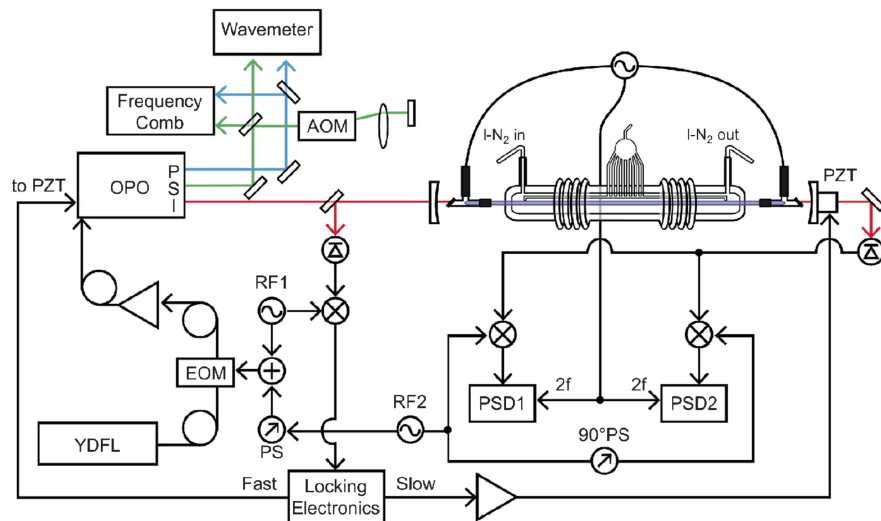 Wavemeter
Frequency
Comb
AOM
l-N₂ in
l-N₂ out
to PZT
OPO
P
S
I
PZT
RF1
EOM
2f
2f
PSD1
PSD2
RF2
YDFL
PS
90°PS
Fast
Locking
Electronics
Slow